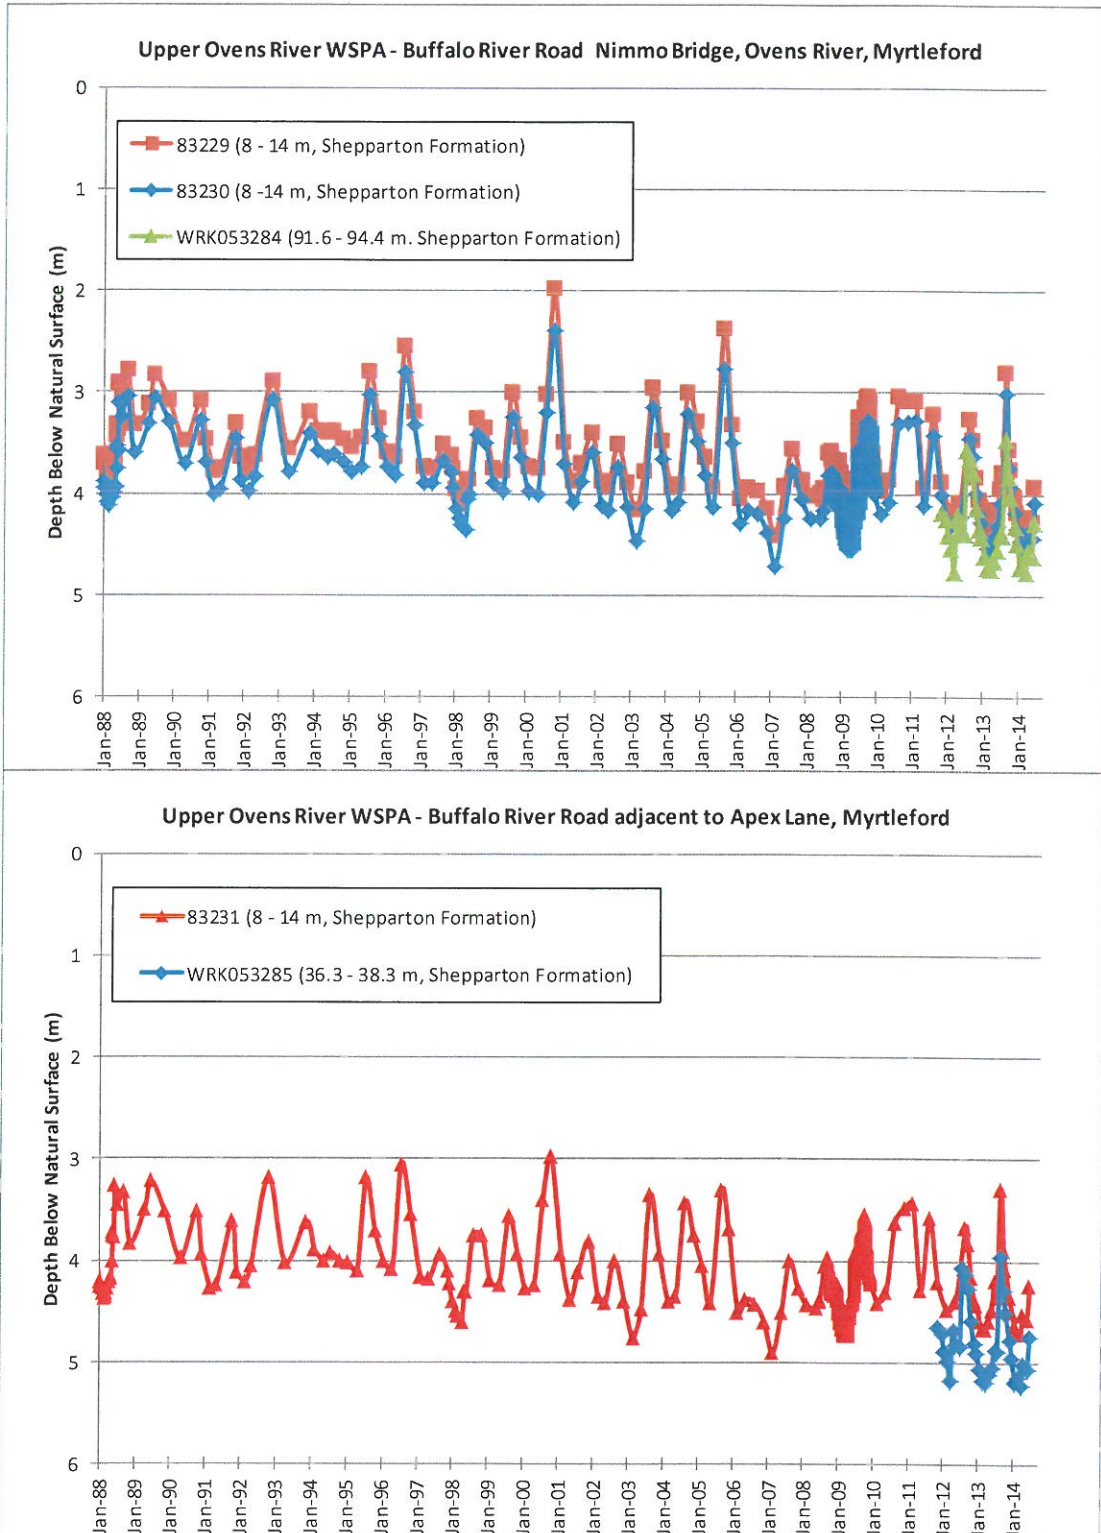 Upper Ovens River WSPA - Buffalo River Road Nimmo Bridge, Ovens River, Myrtleford
0
83229 (8 - 14 m, Shepparton Formation)
1
83230 (8 -14 m, Shepparton Formation)
WRK053284 (91.6 - 94.4 m. Shepparton Formation)
2
Depth Below Natural Surface (m)
3
4
5
6
Jan-88
Jan-89
Jan-90
Jan-91
Jan-92
Jan-93
Jan-94
Jan-95
Jan-96
Jan-97
Jan-98
Jan-99
Jan-00
Jan-01
Jan-02
Jan-03
Jan-04
Jan-05
Jan-06
Jan-07
Jan-08
Jan-09
Jan-10
Jan-11
Jan-12
Jan-13
Jan-14
Upper Ovens River WSPA - Buffalo River Road adjacent to Apex Lane, Myrtleford
0
83231 (8 - 14 m, Shepparton Formation)
1
WRK053285 (36.3 - 38.3 m, Shepparton Formation)
2
Depth Below Natural Surface (m)
3
4
5
6
Jan-88
Jan-89
Jan-90
Jan-91
Jan-92
Jan-93
Jan-94
Jan-95
Jan-96
Jan-97
Jan-98
Jan-99
Jan-00
Jan-01
Jan-02
Jan-03
Jan-04
Jan-05
Jan-06
Jan-07
Jan-08
Jan-09
Jan-10
Jan-11
Jan-12
Jan-13
Jan-14